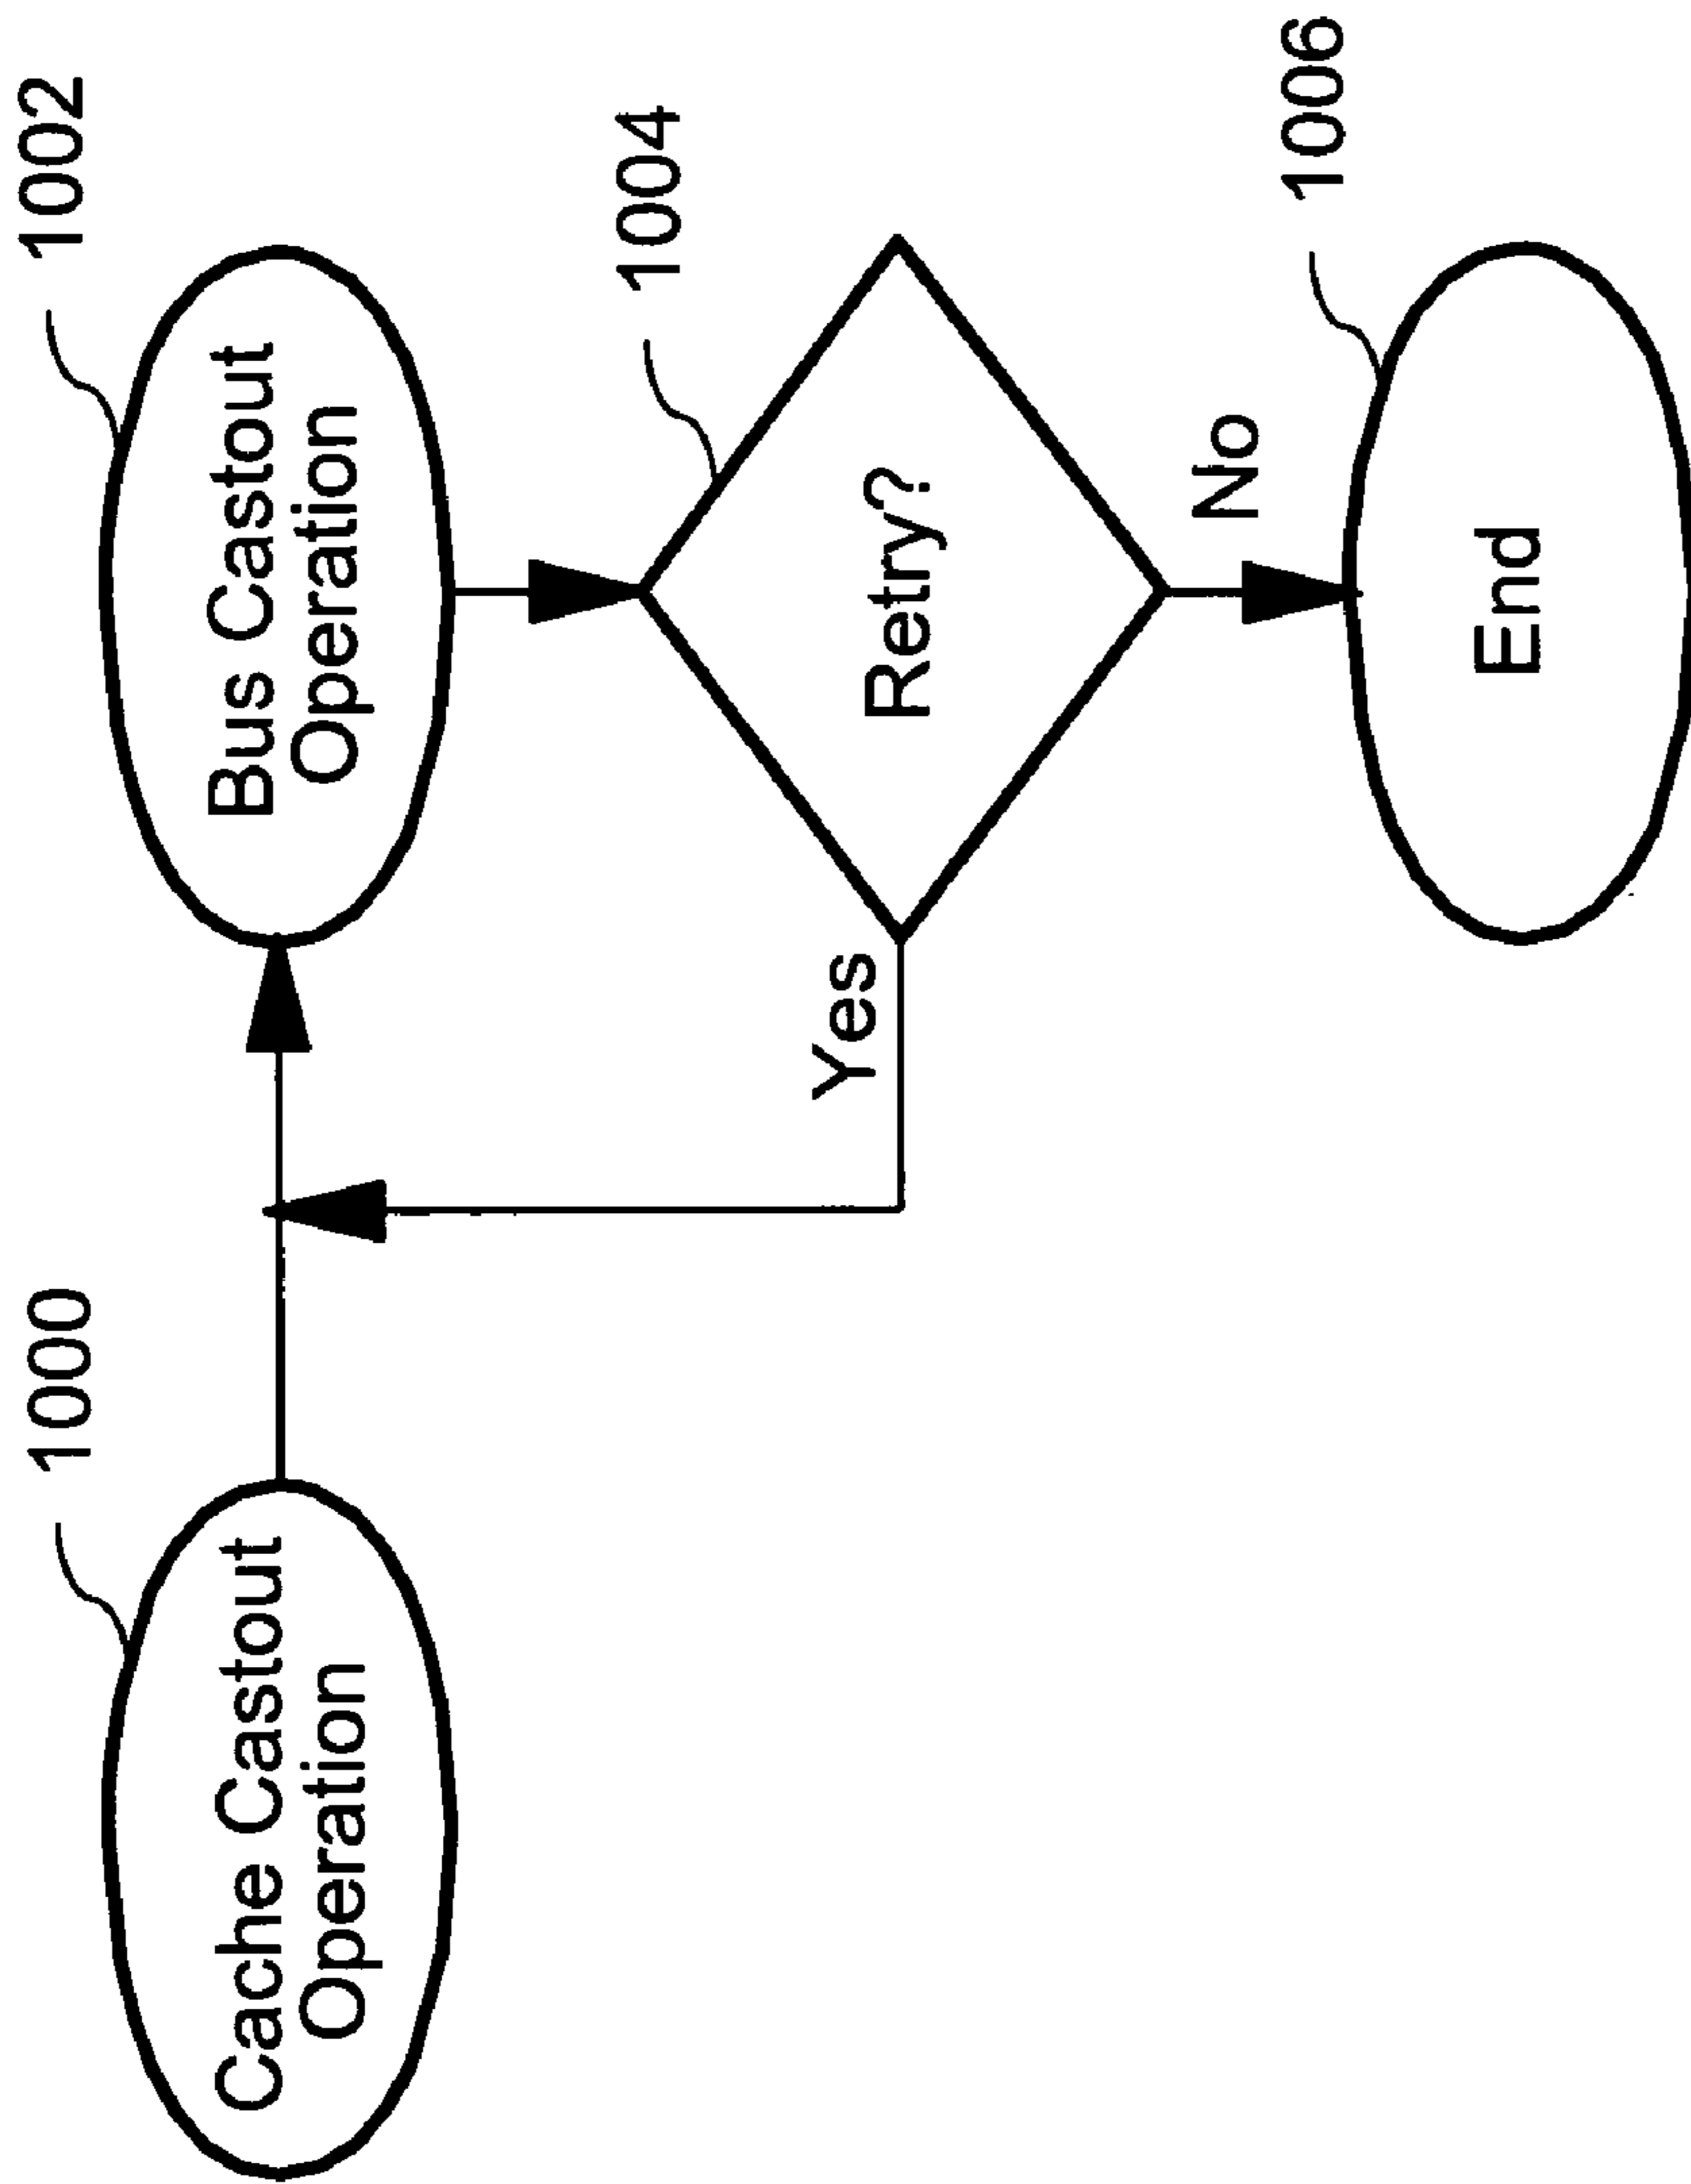 1000
Cache Castout
Operation
1002
Bus Castout
Operation
1004
Retry?
Yes
No
1006
End